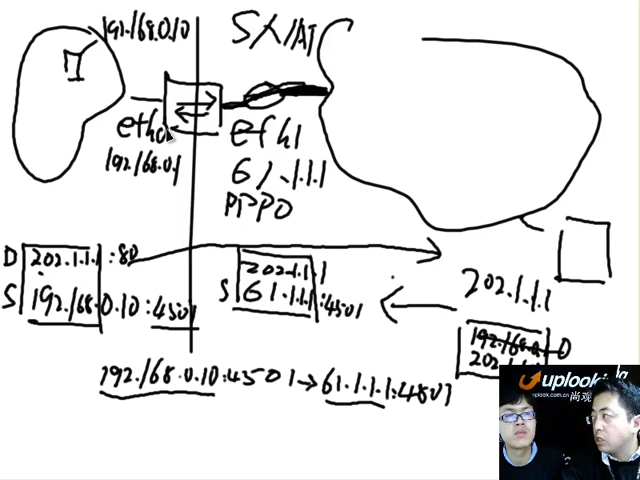 192.168.0.10
SNAT
eth0
192.168.0.1
eth1
61.1.1.1
PPPO
D 202.1.1.1:80
S 192.168.0.10:4501
202.1.1.1
S 61.1.1.1:4501
202.1.1.1
192.168.0. D
202.1.1.1
192.168.0.10:4501→61.1.1.1:4501
uplooking
uplook.com.cn 尚观